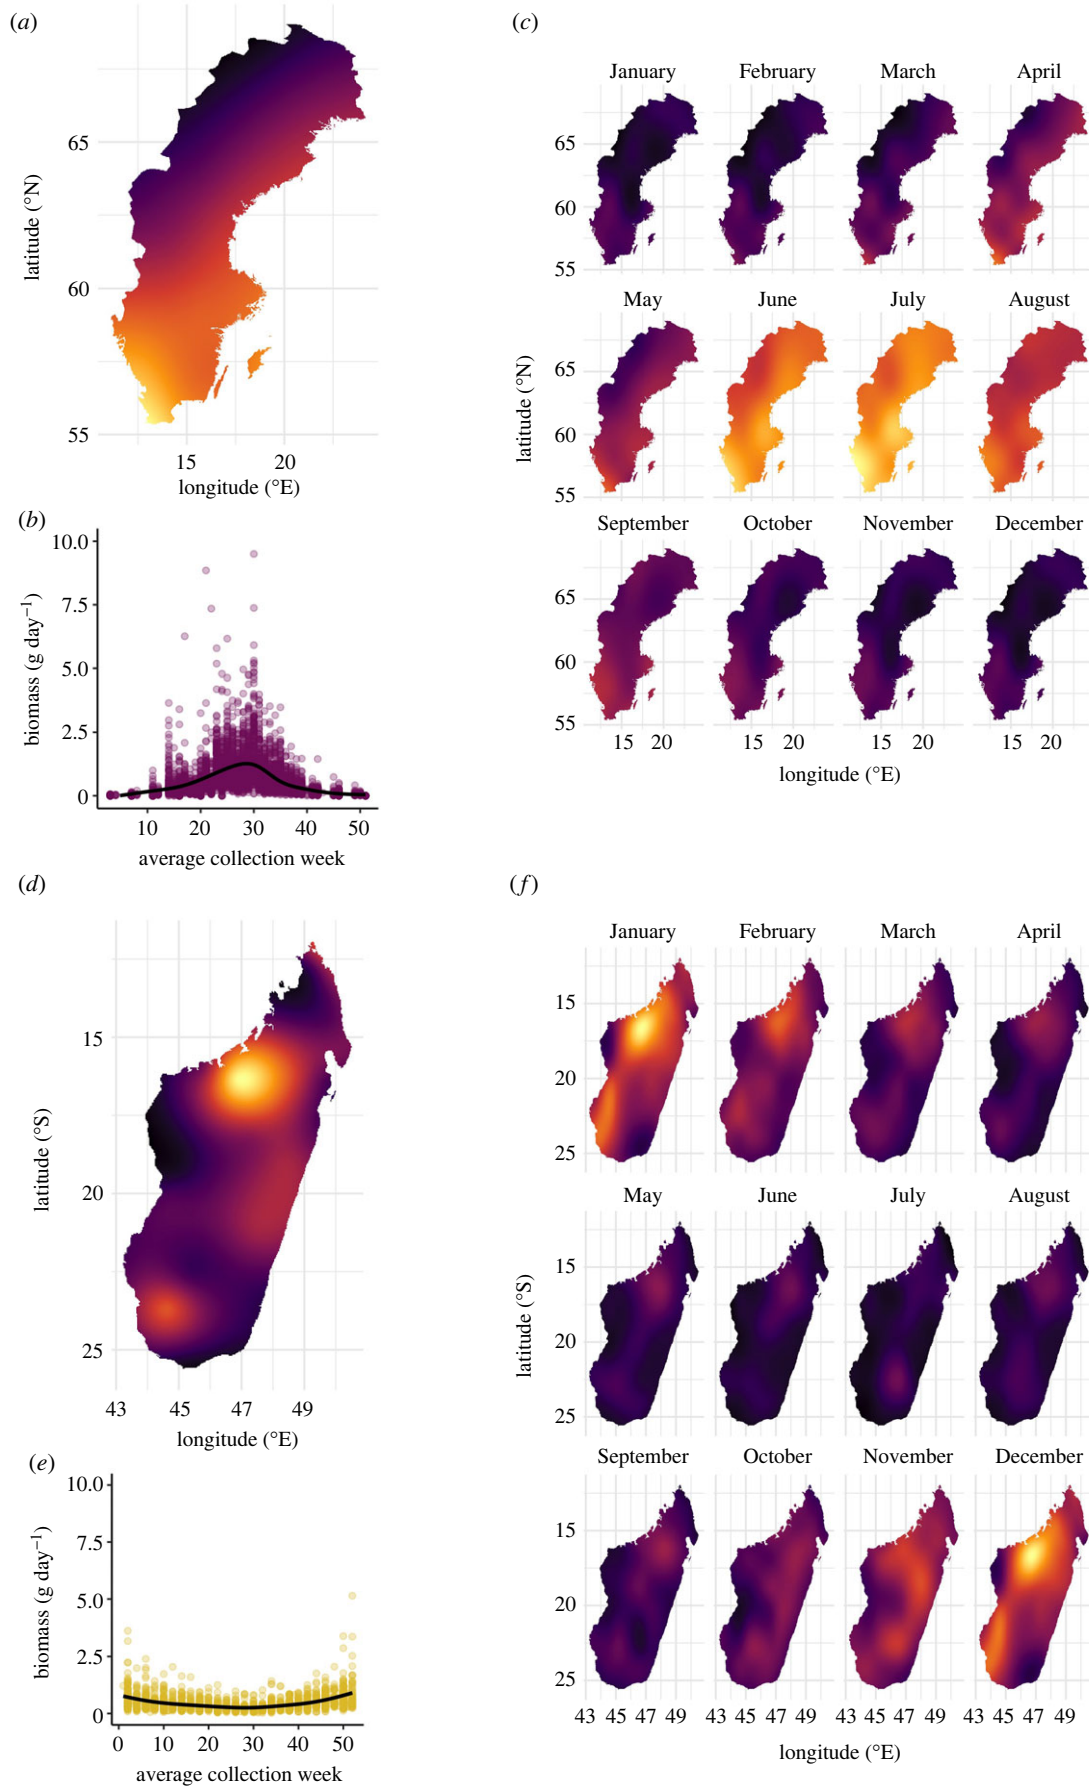 (a)
65
60
55
latitude (°N)
15 20
longitude (°E)
(b)
10.0
7.5
5.0
2.5
0
biomass (g day−1)
10 20 30 40 50
average collection week
(c)
January February March April
65
60
55
May June July August
65
60
55
latitude (°N)
September October November December
65
60
55
15 20 15 20 15 20 15 20
longitude (°E)
(d)
15
20
25
latitude (°S)
43 45 47 49
longitude (°E)
(e)
10.0
7.5
5.0
2.5
0
biomass (g day−1)
0 10 20 30 40 50
average collection week
(f)
January February March April
15
20
25
May June July August
15
20
25
latitude (°S)
September October November December
15
20
25
43 45 47 49 43 45 47 49 43 45 47 49 43 45 47 49
longitude (°E)